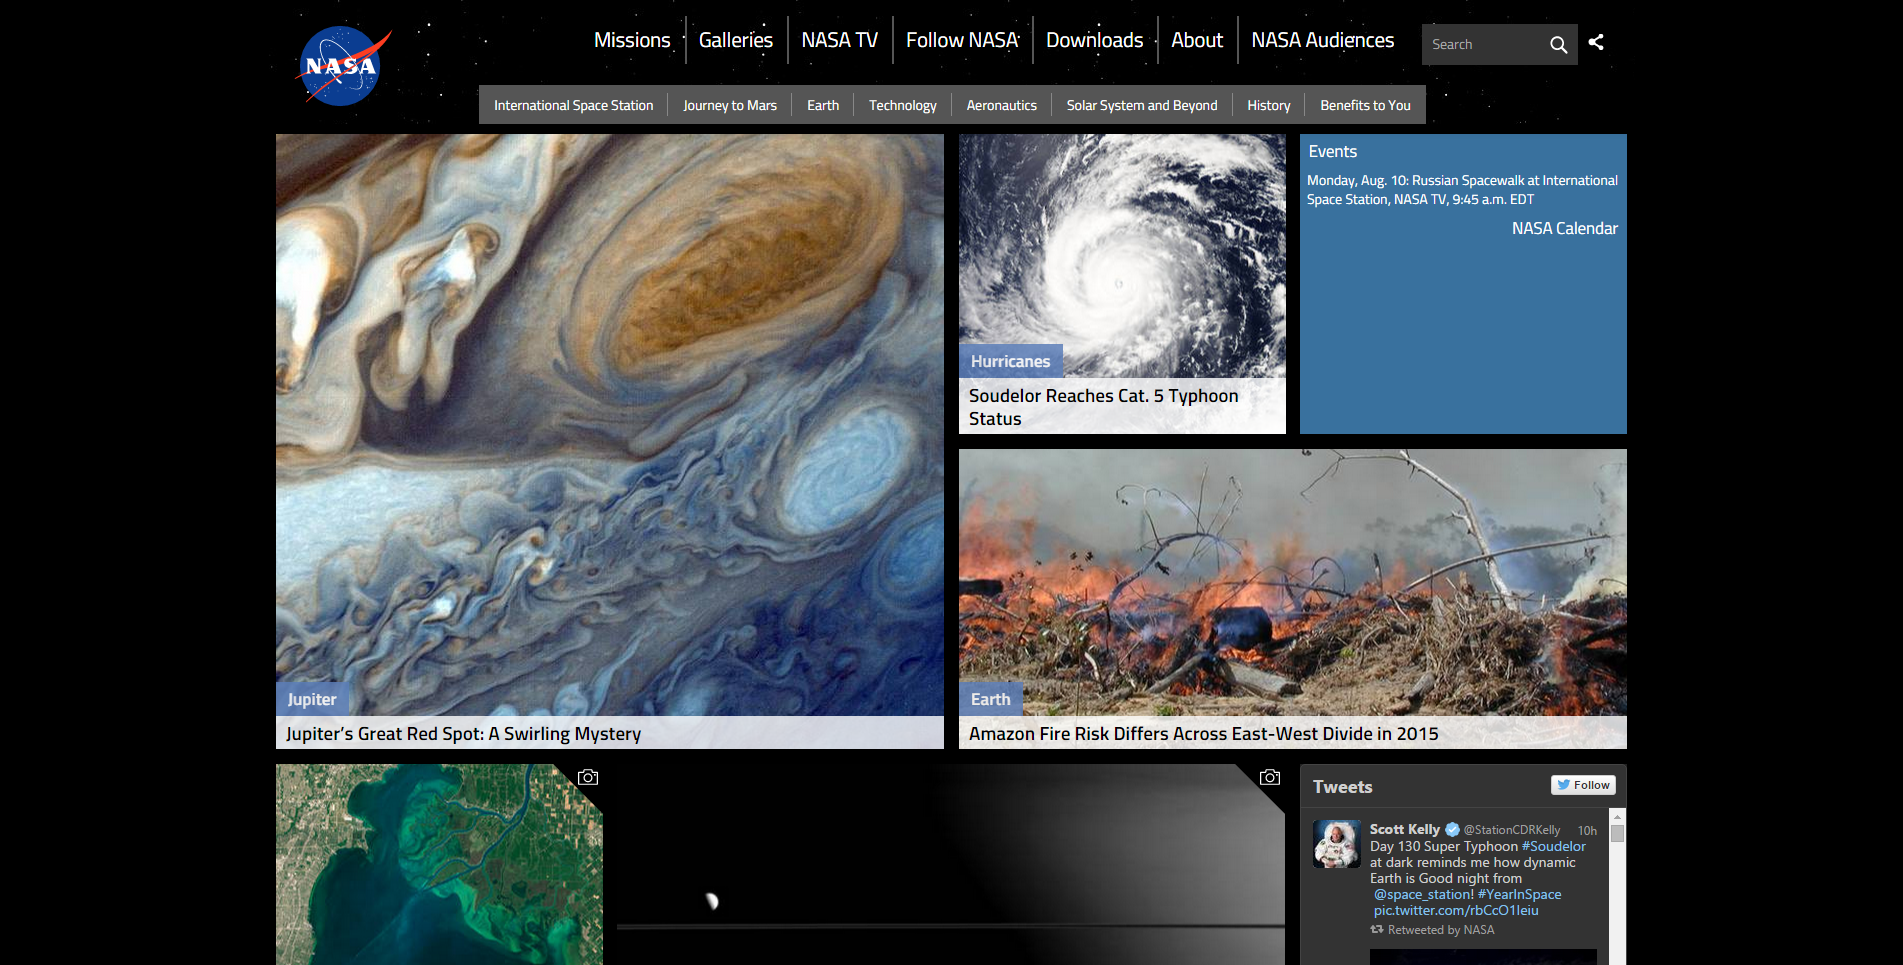 NASA
Missions
Galleries
NASA TV
Follow NASA
Downloads
About
NASA Audiences
Search
International Space Station
Journey to Mars
Earth
Technology
Aeronautics
Solar System and Beyond
History
Benefits to You
Jupiter
Jupiter's Great Red Spot: A Swirling Mystery
Hurricanes
Soudelor Reaches Cat. 5 Typhoon
Status
Events
Monday, Aug. 10: Russian Spacewalk at International
Space Station, NASA TV, 9:45 a.m. EDT
NASA Calendar
Earth
Amazon Fire Risk Differs Across East-West Divide in 2015
Tweets
Follow
Scott Kelly @StationCDRKelly 10h
Day 130 Super Typhoon #Soudelor
at dark reminds me how dynamic
Earth is Good night from
@space_station! #YearInSpace
pic.twitter.com/rbCcO1Ieiu
Retweeted by NASA